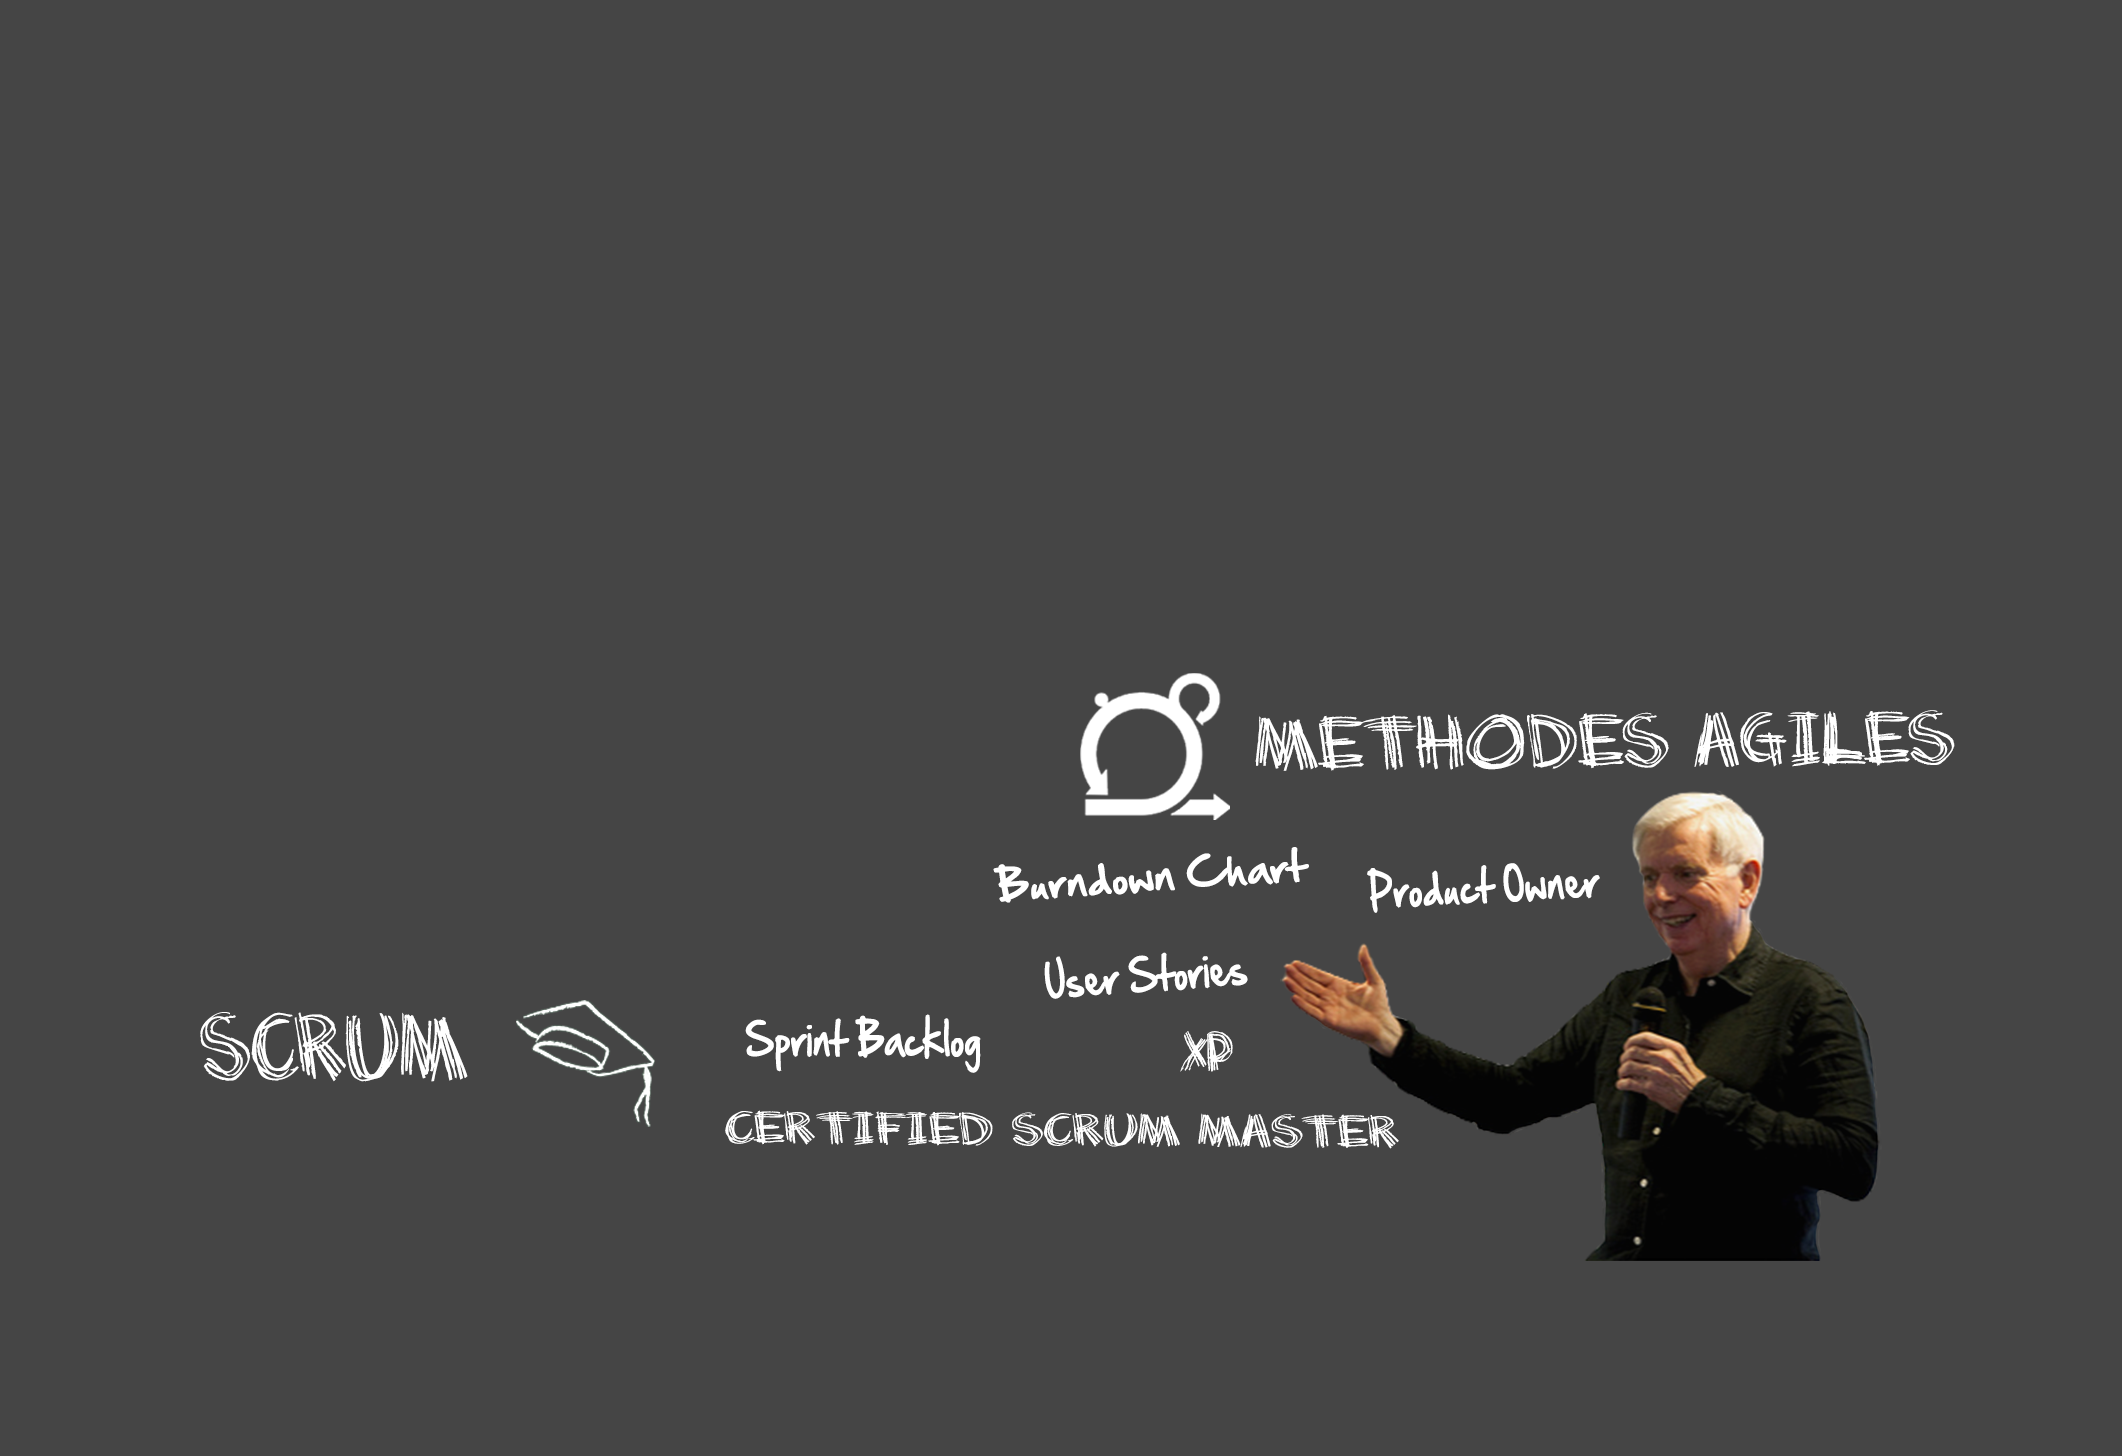 METHODES AGILES
Burndown Chart
Product Owner
User Stories
SCRUM
Sprint Backlog
XP
CERTIFIED SCRUM MASTER